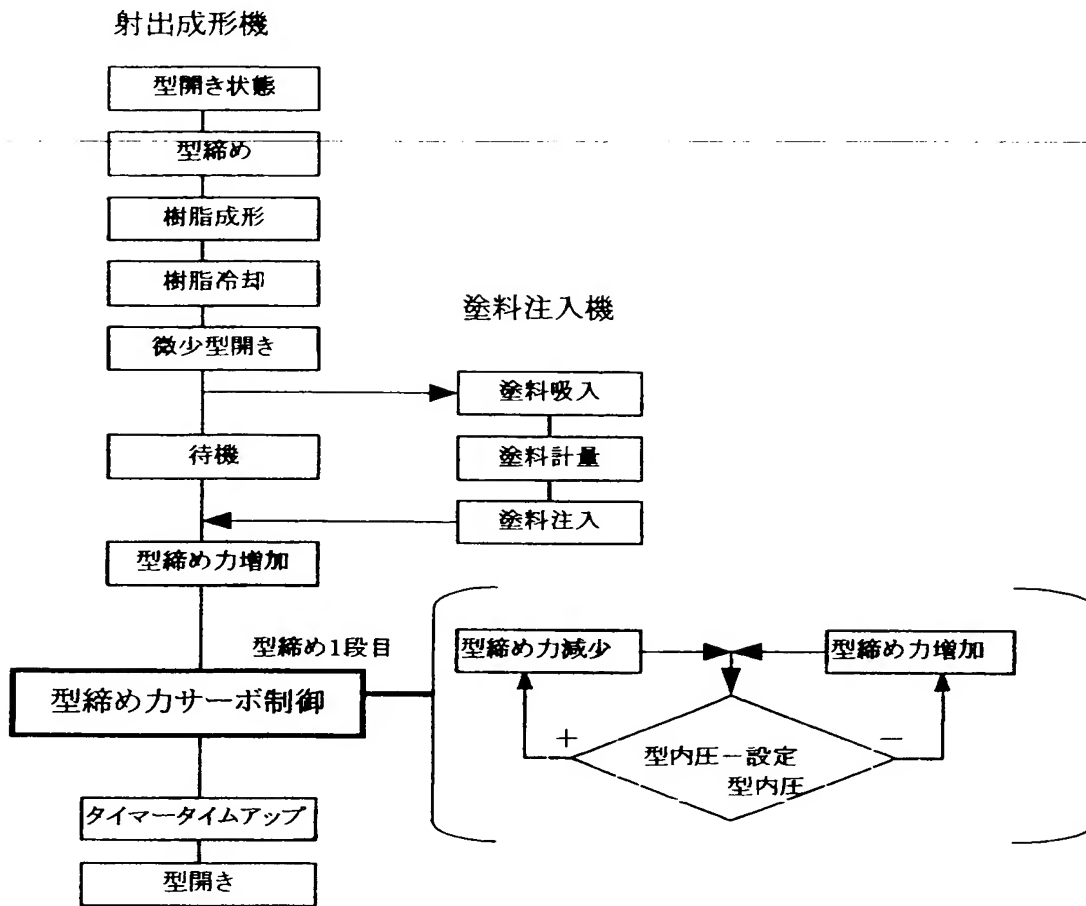 射出成形機
型開き状態
型締め
樹脂成形
樹脂冷却
微少型開き
塗料注入機
塗料吸入
待機
塗料計量
塗料注入
型締め力増加
型締め1段目
型締め力減少
型締め力増加
型締め力サーボ制御
+
−
型内圧−設定
型内圧
タイマータイムアップ
型開き